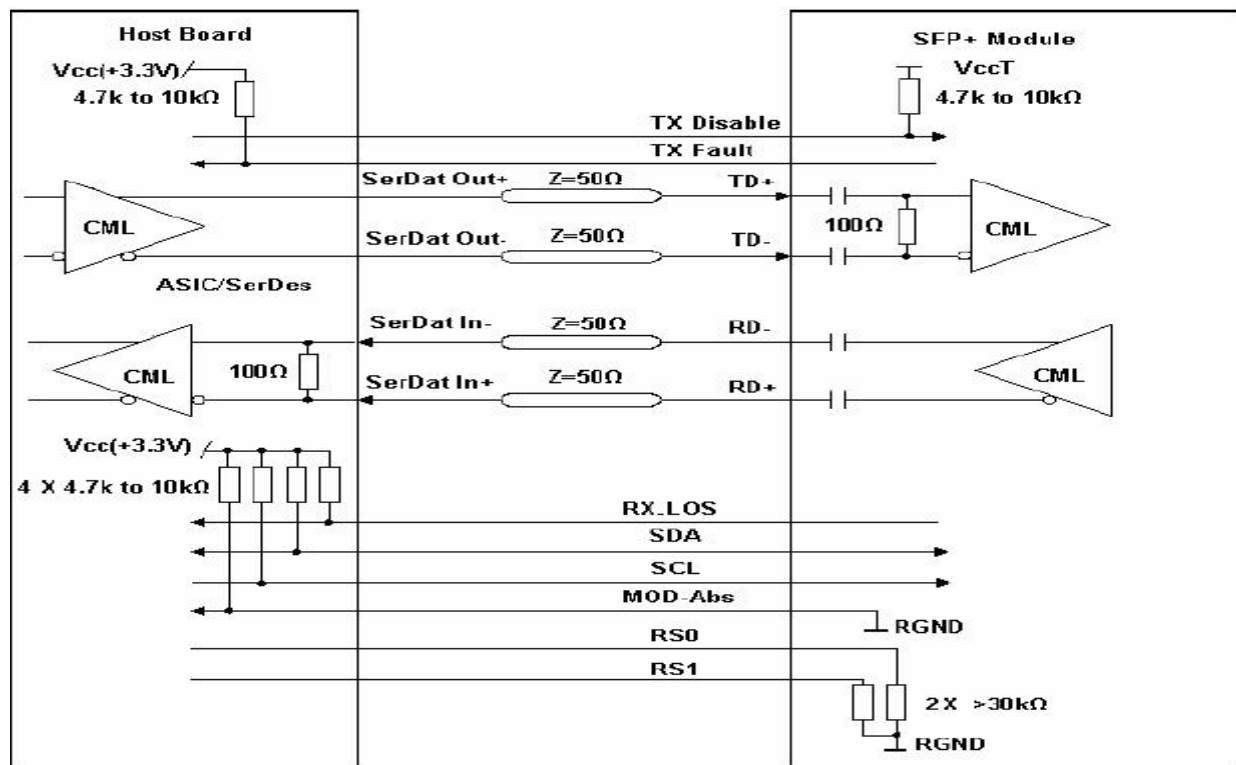 Host Board
SFP+ Module
Vcc(+3.3V)
4.7k to 10kΩ
VccT
4.7k to 10kΩ
TX Disable
TX Fault
SerDat Out+
Z=50Ω
TD+
CML
100Ω
CML
SerDat Out-
Z=50Ω
TD-
ASIC/SerDes
SerDat In-
Z=50Ω
RD-
CML
100Ω
CML
SerDat In+
Z=50Ω
RD+
Vcc(+3.3V)
4 X 4.7k to 10kΩ
RX_LOS
SDA
SCL
MOD-Abs
RGND
RS0
RS1
2X >30kΩ
RGND